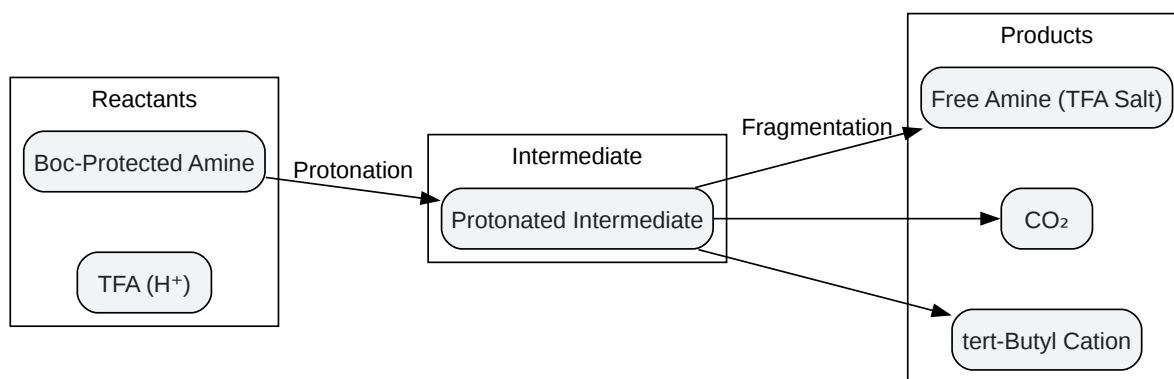 Reactants
Boc-Protected Amine
TFA (H⁺)
Protonation
Intermediate
Protonated Intermediate
Fragmentation
Products
Free Amine (TFA Salt)
CO₂
tert-Butyl Cation